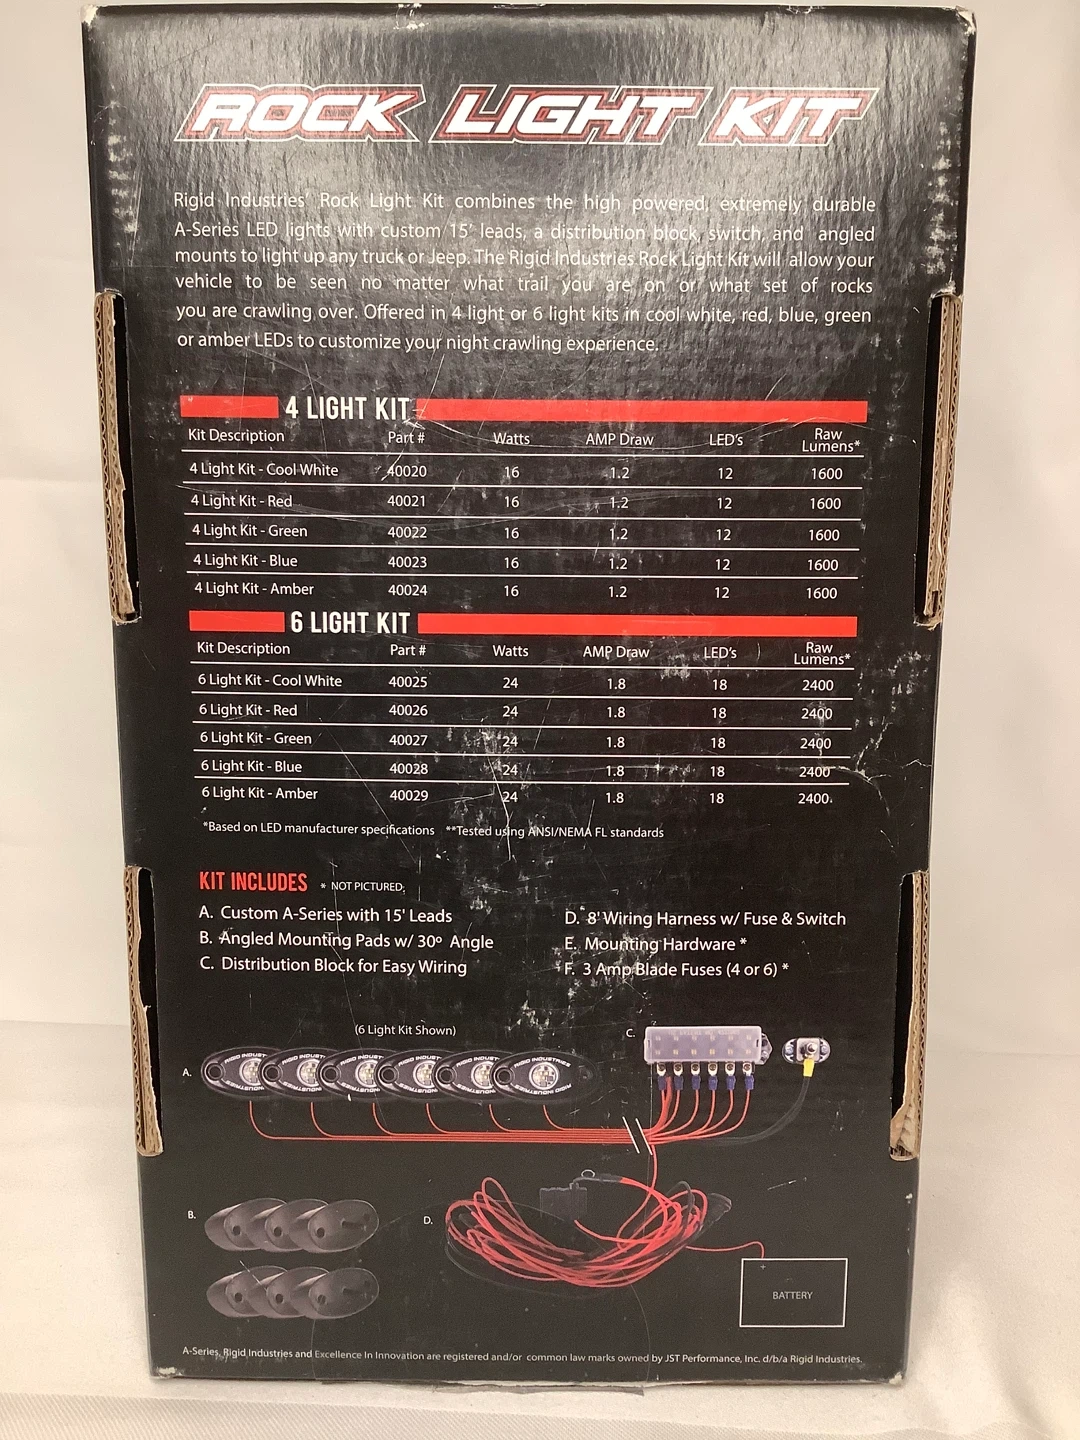 ROCK LIGHT KIT
Rigid Industries' Rock Light Kit combines the high powered, extremely durable
A-Series LED lights with custom 15' leads, a distribution block, switch, and angled
mounts to light up any truck or Jeep. The Rigid Industries Rock Light Kit will allow your
vehicle to be seen no matter what trail you are on or what set of rocks
you are crawling over. Offered in 4 light or 6 light kits in cool white, red, blue, green
or amber LEDs to customize your night crawling experience.
4 LIGHT KIT
Kit Description Part # Watts AMP Draw LED's Raw Lumens*
4 Light Kit - Cool White 40020 16 1.2 12 1600
4 Light Kit - Red 40021 16 1.2 12 1600
4 Light Kit - Green 40022 16 1.2 12 1600
4 Light Kit - Blue 40023 16 1.2 12 1600
4 Light Kit - Amber 40024 16 1.2 12 1600
6 LIGHT KIT
Kit Description Part # Watts AMP Draw LED's Raw Lumens*
6 Light Kit - Cool White 40025 24 1.8 18 2400
6 Light Kit - Red 40026 24 1.8 18 2400
6 Light Kit - Green 40027 24 1.8 18 2400
6 Light Kit - Blue 40028 24 1.8 18 2400
6 Light Kit - Amber 40029 24 1.8 18 2400
*Based on LED manufacturer specifications **Tested using ANSI/NEMA FL standards
KIT INCLUDES * NOT PICTURED
A. Custom A-Series with 15' Leads
B. Angled Mounting Pads w/ 30º Angle
C. Distribution Block for Easy Wiring
D. 8' Wiring Harness w/ Fuse & Switch
E. Mounting Hardware *
F. 3 Amp Blade Fuses (4 or 6) *
(6 Light Kit Shown)
A.
RIGID INDUSTRIES
RIGID INDUSTRIES
C.
B.
D.
+
BATTERY
A-Series, Rigid Industries and Excellence In Innovation are registered and/or common law marks owned by JST Performance, Inc. d/b/a Rigid Industries.